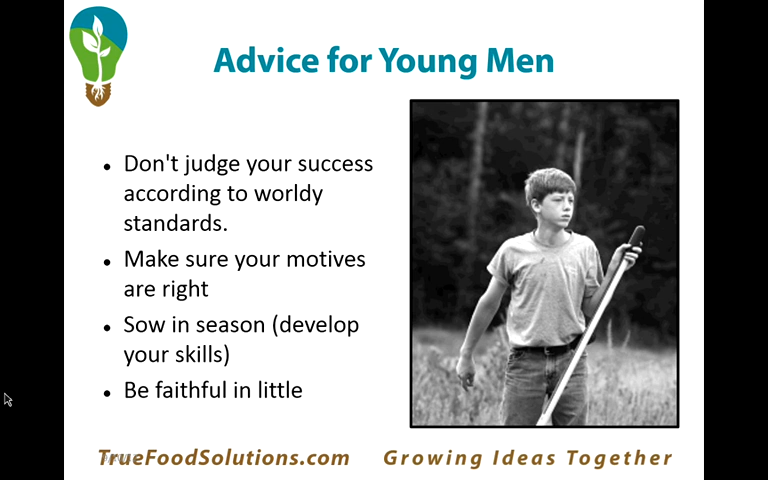 Advice for Young Men
• Don't judge your success
according to worldy
standards.
• Make sure your motives
are right
• Sow in season (develop
your skills)
• Be faithful in little
TrueFoodSolutions.com
Growing Ideas Together